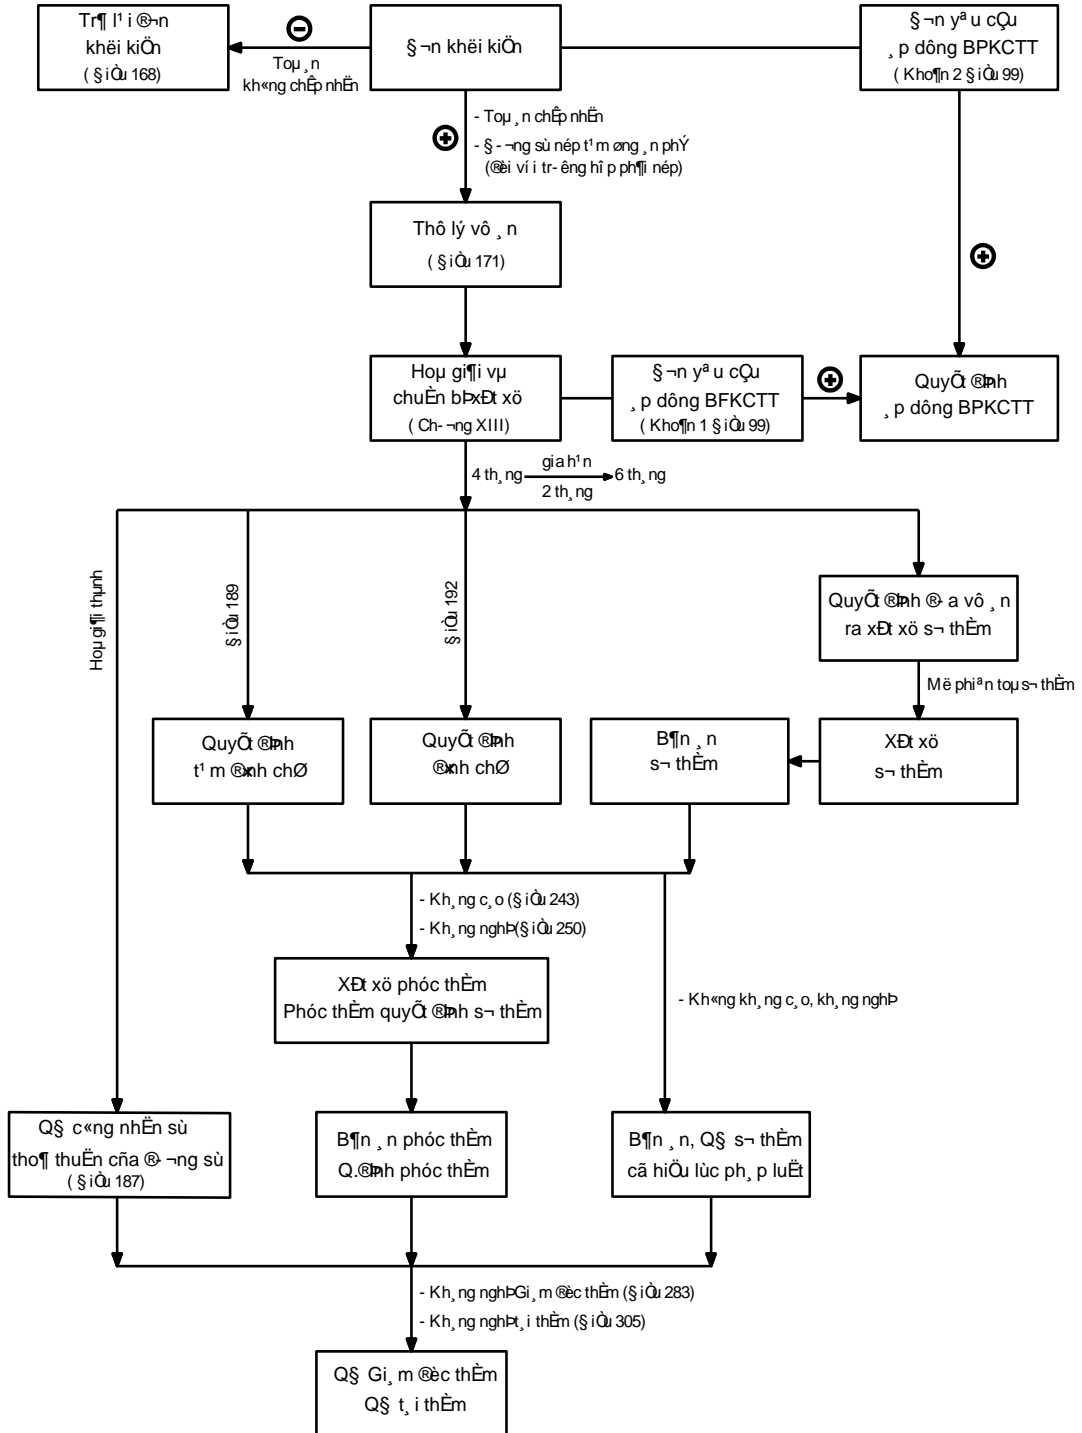 Tr¶ l¹i ®¬n
khëi kiÖn
(§iÒu 168)
Toµ ¸n
kh«ng chÊp nhËn
§¬n khëi kiÖn
§¬n yªu cÇu
¸p dông BPKCTT
(Kho¶n 2 §iÒu 99)
- Toµ ¸n chÊp nhËn
- §-¬ng sù nép t¹m øng ¸n phÝ
(®èi víi tr-êng hîp ph¶i nép)
Thô lý vô ¸n
(§iÒu 171)
Hoµ gi¶i vµ
chuÈn bÞ xÐt xö
(Ch-¬ng XIII)
§¬n yªu cÇu
¸p dông BFKCTT
(Kho¶n 1 §iÒu 99)
QuyÕt ®Þnh
¸p dông BPKCTT
4 th¸ng
gia h¹n
2 th¸ng
6 th¸ng
Hoµ gi¶i thµnh
§iÒu 189
§iÒu 192
QuyÕt ®Þnh ®-a vô ¸n
ra xÐt xö s¬ thÈm
Më phiªn toµ s¬ thÈm
QuyÕt ®Þnh
t¹m ®×nh chØ
QuyÕt ®Þnh
®×nh chØ
B¶n ¸n
s¬ thÈm
XÐt xö
s¬ thÈm
- Kh¸ng c¸o (§iÒu 243)
- Kh¸ng nghÞ (§iÒu 250)
XÐt xö phóc thÈm
Phóc thÈm quyÕt ®Þnh s¬ thÈm
- Kh«ng kh¸ng c¸o, kh¸ng nghÞ
Q§ c«ng nhËn sù
tho¶ thuËn cña ®-¬ng sù
(§iÒu 187)
B¶n ¸n phóc thÈm
Q.®Þnh phóc thÈm
B¶n ¸n, Q§ s¬ thÈm
cã hiÖu lùc ph¸p luËt
- Kh¸ng nghÞ Gi¸m ®èc thÈm (§iÒu 283)
- Kh¸ng nghÞ t¸i thÈm (§iÒu 305)
Q§ Gi¸m ®èc thÈm
Q§ t¸i thÈm